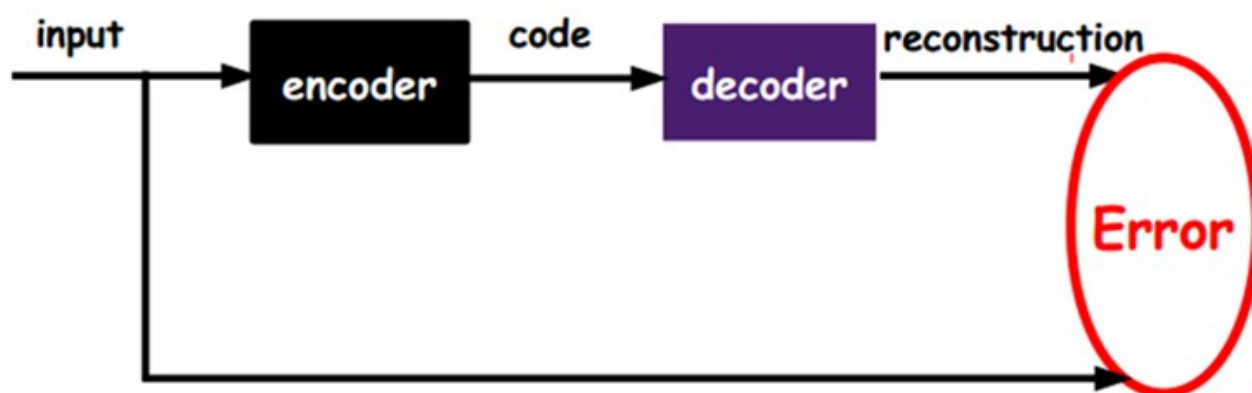 input
encoder
code
decoder
reconstruction
Error